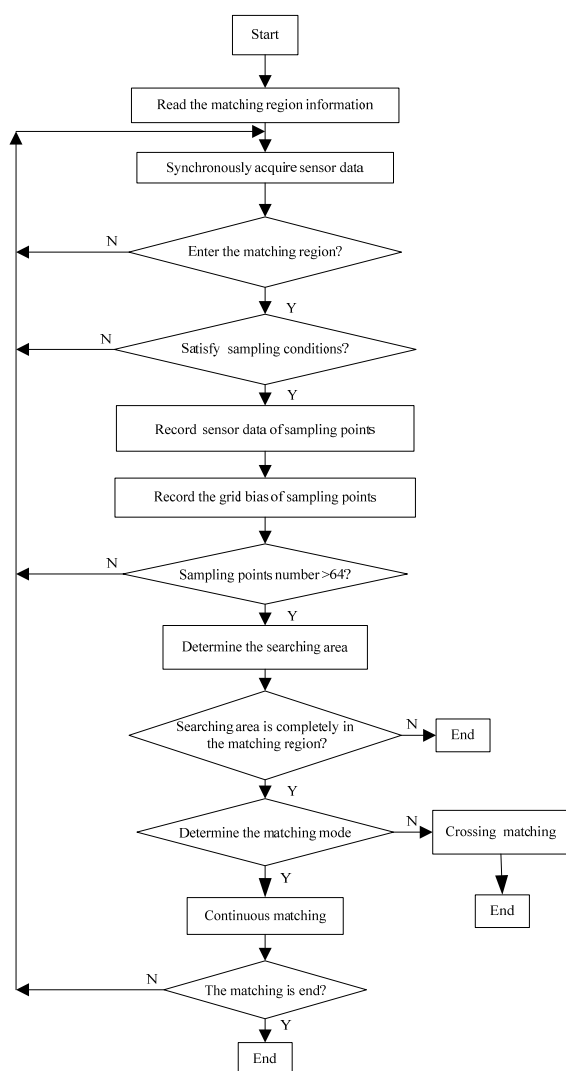 Start
Read the matching region information
Synchronously acquire sensor data
Enter the matching region?
N
Y
Satisfy sampling conditions?
N
Y
Record sensor data of sampling points
Record the grid bias of sampling points
Sampling points number >64?
N
Y
Determine the searching area
Searching area is completely in
the matching region?
N
End
Y
Determine the matching mode
N
Crossing matching
End
Y
Continuous matching
The matching is end?
N
Y
End